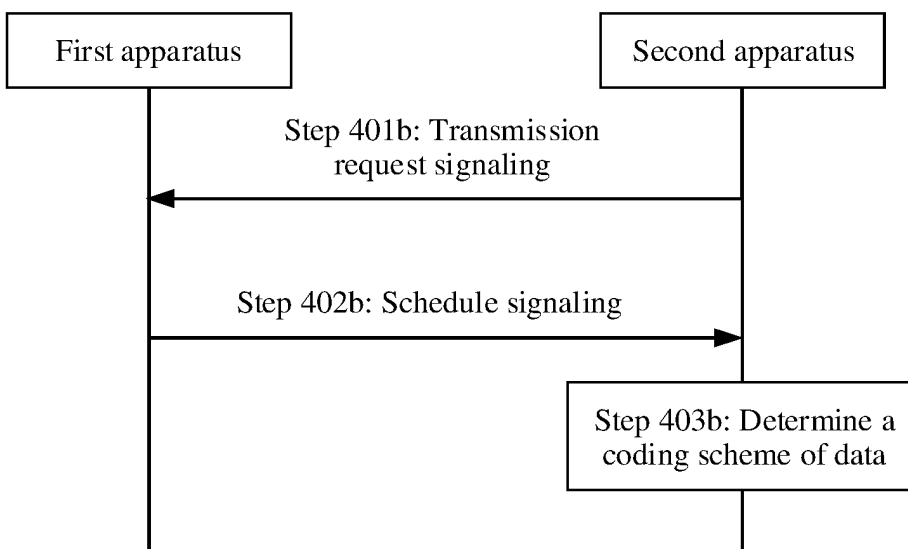 First apparatus
Second apparatus
Step 401b: Transmission
request signaling
Step 402b: Schedule signaling
Step 403b: Determine a
coding scheme of data